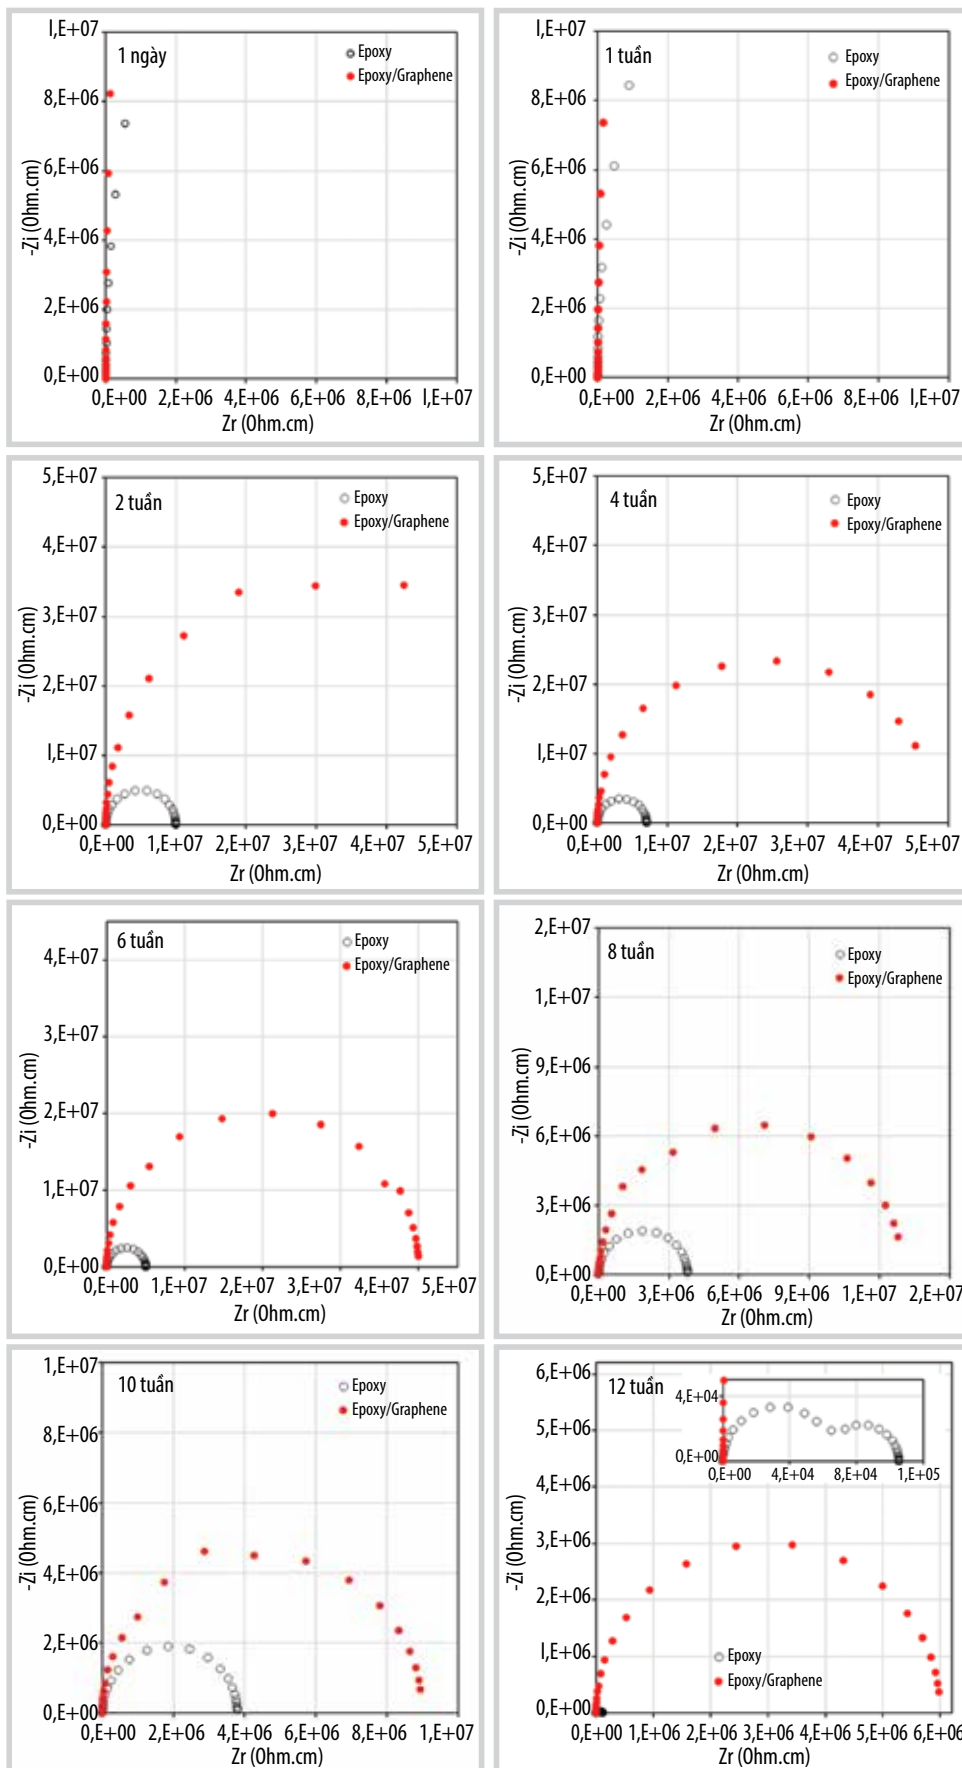 1 ngày
Epoxy
Epoxy/Graphene
-Zi (Ohm.cm)
I,E+07
8,E+06
6,E+06
4,E+06
2,E+06
0,E+00
0,E+00 2,E+06 4,E+06 6,E+06 8,E+06 I,E+07
Zr (Ohm.cm)
1 tuần
Epoxy
Epoxy/Graphene
-Zi (Ohm.cm)
I,E+07
8,E+06
6,E+06
4,E+06
2,E+06
0,E+00
0,E+00 2,E+06 4,E+06 6,E+06 8,E+06 I,E+07
Zr (Ohm.cm)
2 tuần
Epoxy
Epoxy/Graphene
-Zi (Ohm.cm)
5,E+07
4,E+07
3,E+07
2,E+07
1,E+07
0,E+00
0,E+00 1,E+07 2,E+07 3,E+07 4,E+07 5,E+07
Zr (Ohm.cm)
4 tuần
Epoxy
Epoxy/Graphene
-Zi (Ohm.cm)
5,E+07
4,E+07
3,E+07
2,E+07
1,E+07
0,E+00
0,E+00 1,E+07 2,E+07 3,E+07 4,E+07 5,E+07
Zr (Ohm.cm)
6 tuần
Epoxy
Epoxy/Graphene
-Zi (Ohm.cm)
4,E+07
3,E+07
2,E+07
1,E+07
0,E+00
0,E+00 1,E+07 2,E+07 3,E+07 4,E+07 5,E+07
Zr (Ohm.cm)
8 tuần
Epoxy
Epoxy/Graphene
-Zi (Ohm.cm)
2,E+07
1,E+07
9,E+06
6,E+06
3,E+06
0,E+00
0,E+00 3,E+06 6,E+06 9,E+06 1,E+07 2,E+07
Zr (Ohm.cm)
10 tuần
Epoxy
Epoxy/Graphene
-Zi (Ohm.cm)
1,E+07
8,E+06
6,E+06
4,E+06
2,E+06
0,E+00
0,E+00 2,E+06 4,E+06 6,E+06 8,E+06 1,E+07
Zr (Ohm.cm)
12 tuần
4,E+04
0,E+00
0,E+00 4,E+04 8,E+04 1,E+05
Epoxy
Epoxy/Graphene
-Zi (Ohm.cm)
6,E+06
5,E+06
4,E+06
3,E+06
2,E+06
I,E+06
0,E+00
0,E+00 1,E+06 2,E+06 3,E+06 4,E+06 5,E+06 6,E+06
Zr (Ohm.cm)